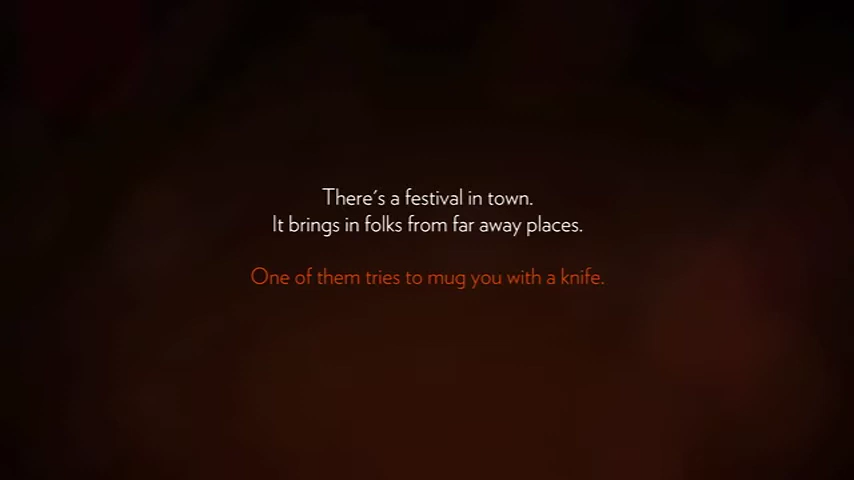 There's a festival in town.
It brings in folks from far away places.
One of them tries to mug you with a knife.